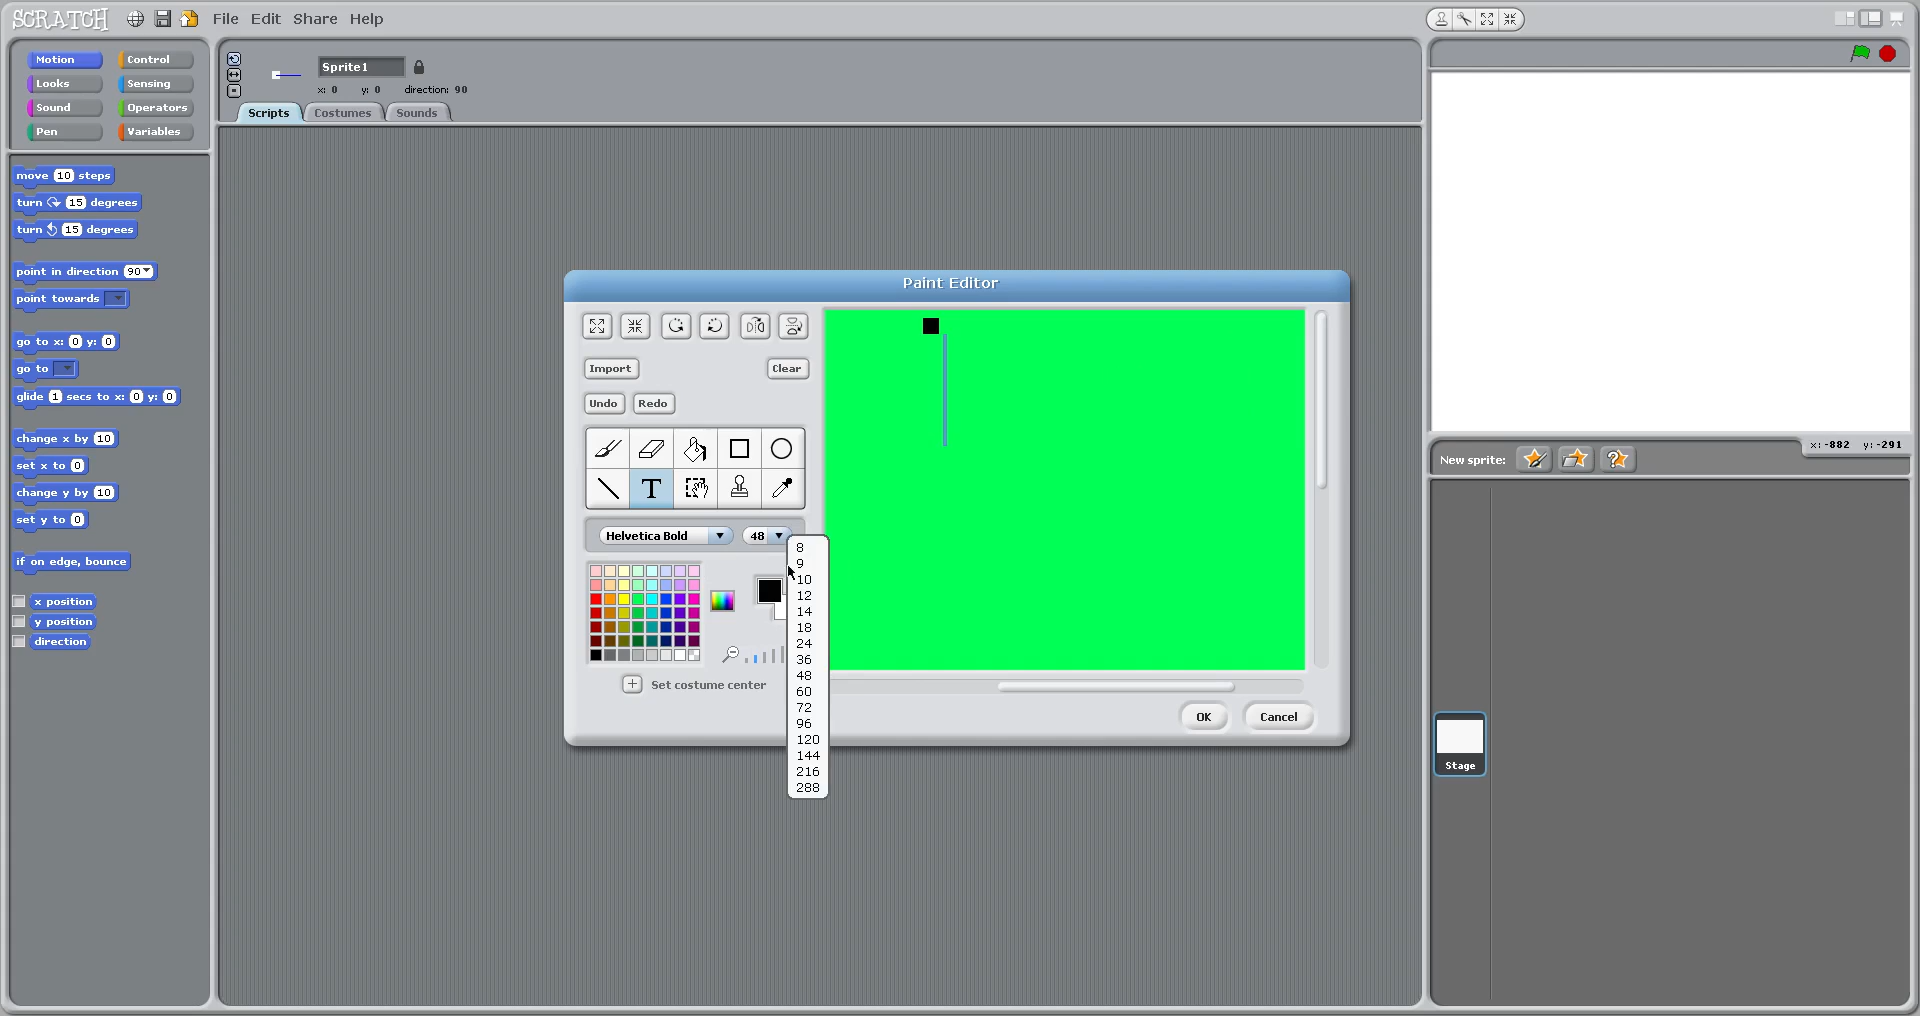 SCRATCH File Edit Share Help
Motion Control
Looks Sensing
Sound Operators
Pen Variables
Sprite1
x: 0 y: 0 direction: 90
Scripts Costumes Sounds
move 10 steps
turn 15 degrees
turn 15 degrees
point in direction 90
point towards
go to x: 0 y: 0
go to
glide 1 secs to x: 0 y: 0
change x by 10
set x to 0
change y by 10
set y to 0
if on edge, bounce
x position
y position
direction
Paint Editor
Import Clear
Undo Redo
T
Helvetica Bold 48
8
9
10
12
14
18
24
36
48
60
72
96
120
144
216
288
Set costume center
OK Cancel
x: -882 y: -291
New sprite:
Stage